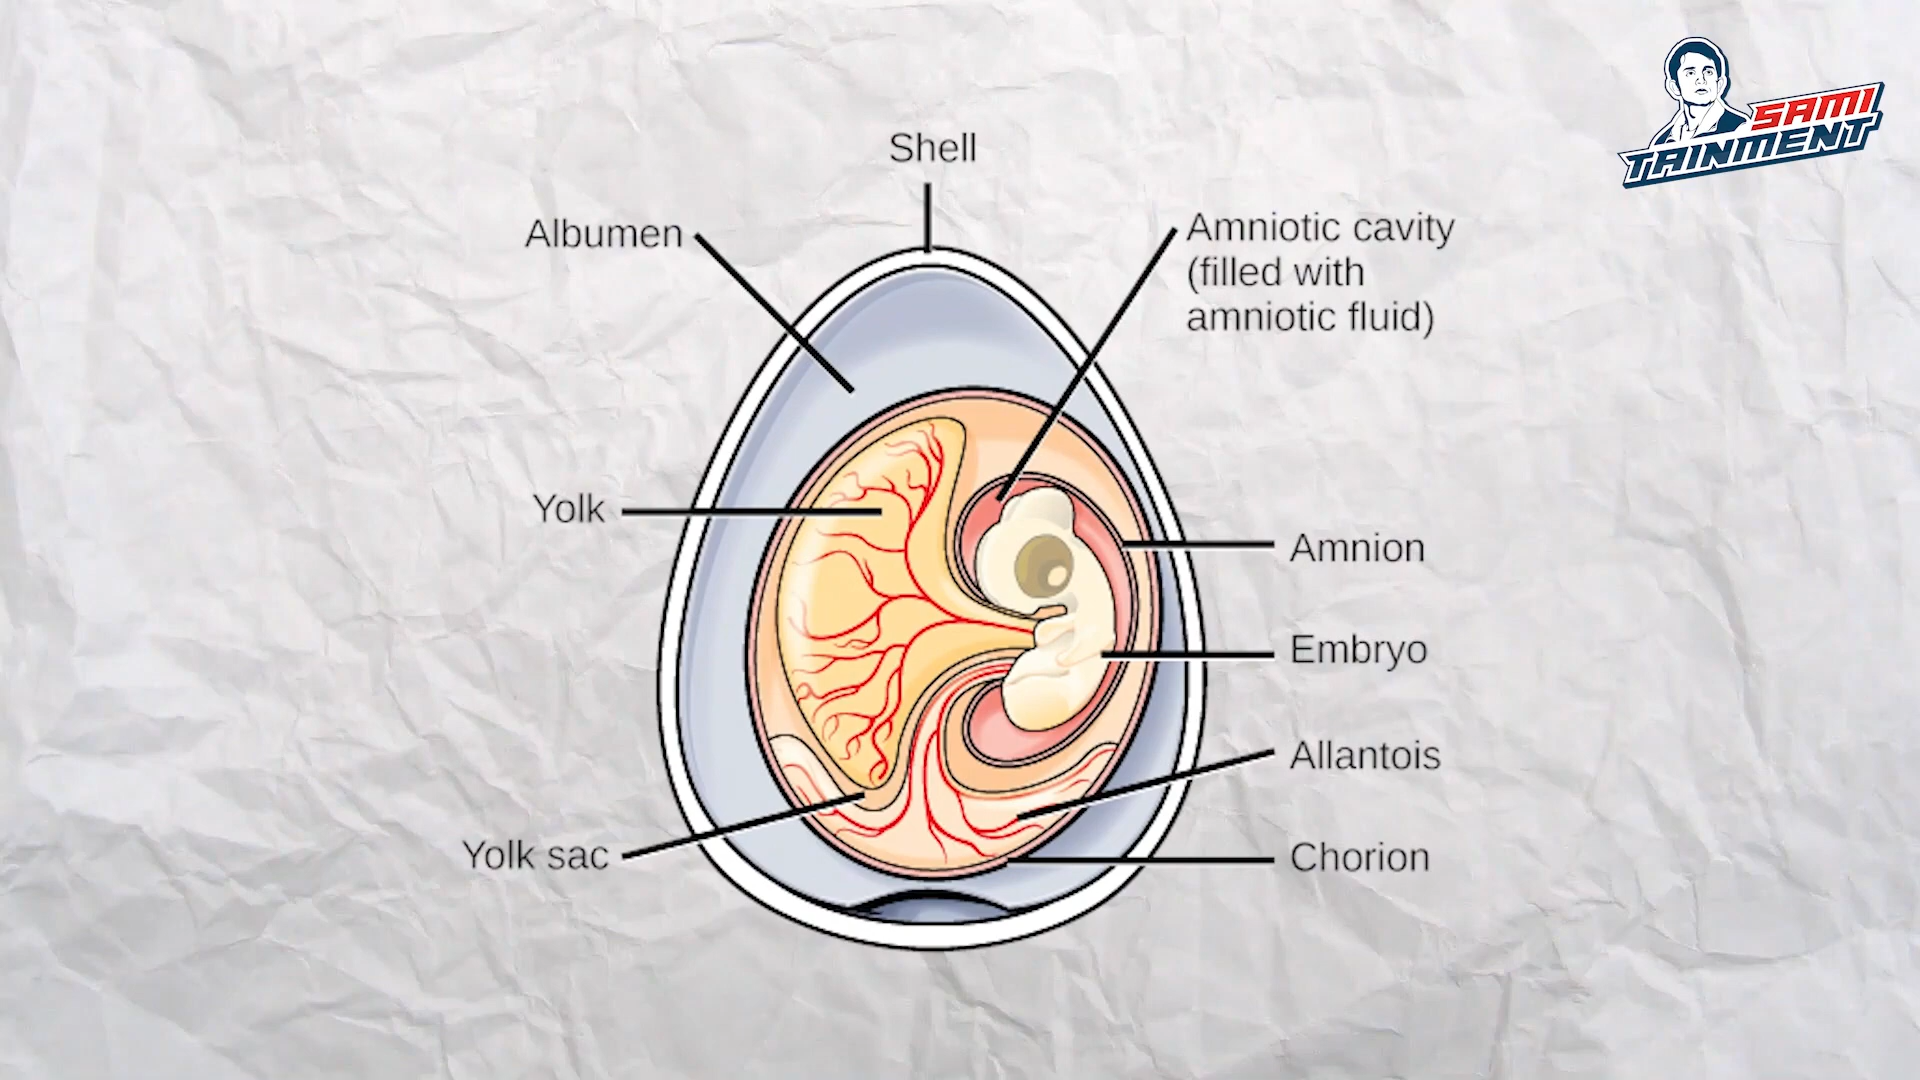 SAMI
TAINMENT
Shell
Albumen
Amniotic cavity
(filled with
amniotic fluid)
Yolk
Amnion
Embryo
Allantois
Yolk sac
Chorion